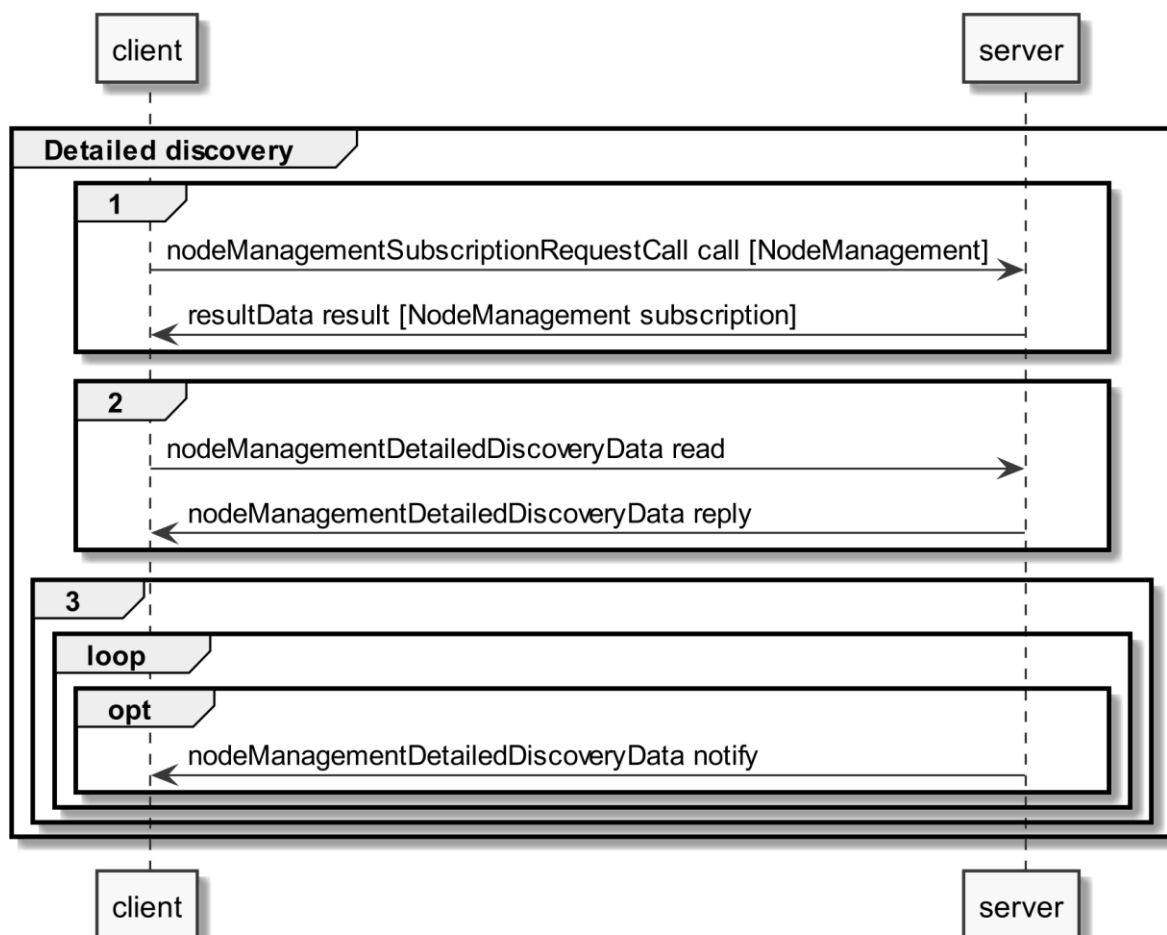 client server
Detailed discovery
1
nodeManagementSubscriptionRequestCall call [NodeManagement]
resultData result [NodeManagement subscription]
2
nodeManagementDetailedDiscoveryData read
nodeManagementDetailedDiscoveryData reply
3
loop
opt
nodeManagementDetailedDiscoveryData notify
client server